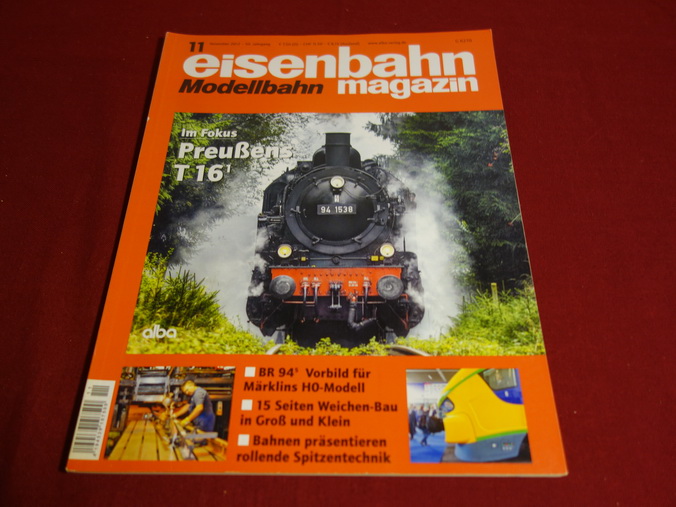 11
eisenbahn
Modellbahn magazin
Im Fokus
Preußens
T 16¹
94 1538
alba
BR 94⁵ Vorbild für
Märklins H0-Modell
15 Seiten Weichen-Bau
in Groß und Klein
Bahnen präsentieren
rollende Spitzentechnik